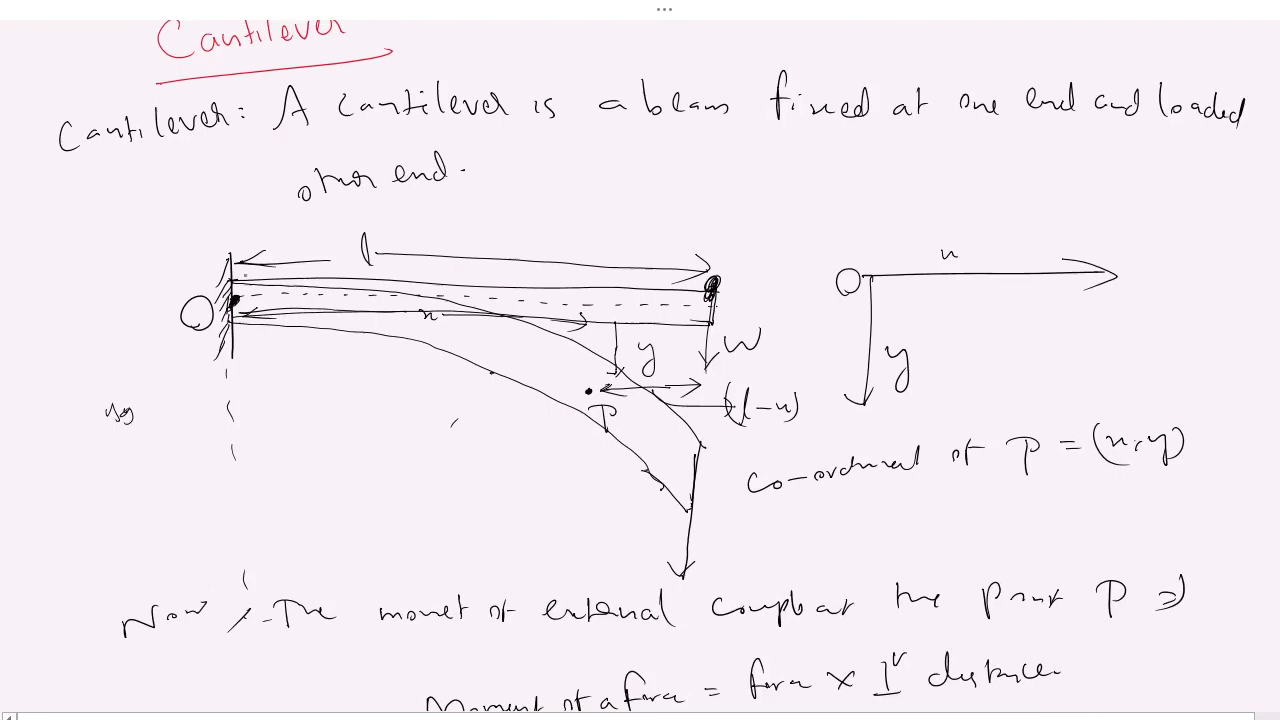 Cantilever
Cantilever: A cantilever is a beam fixed at one end and loaded
other end.
l
x
O x
O x
y W
y
P (l-x)
co-ordinate of P = (x, y)
Now :- The moment of external couple at the point P ⇒
Moment of a force = force × ⊥r distance